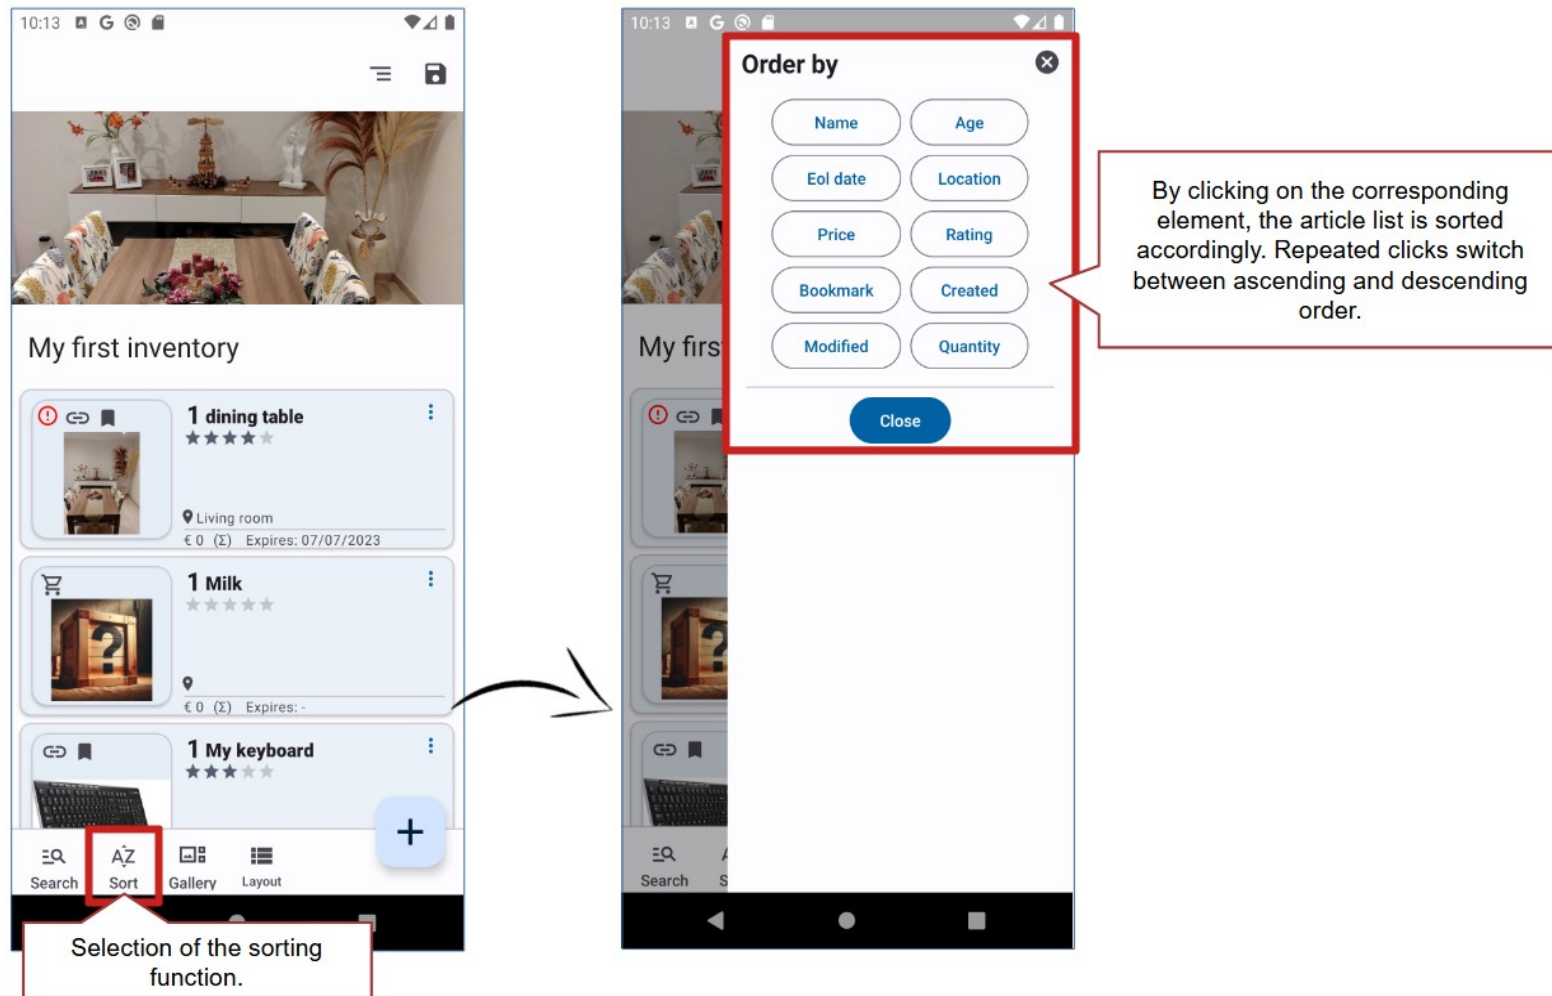 10:13
My first inventory
1 dining table
Living room
€ 0 (Σ) Expires: 07/07/2023
1 Milk
€ 0 (Σ) Expires: -
1 My keyboard
Search Sort Gallery Layout
Selection of the sorting
function.
10:13
Order by
Name Age
Eol date Location
Price Rating
Bookmark Created
Modified Quantity
Close
My firs
Search S
By clicking on the corresponding
element, the article list is sorted
accordingly. Repeated clicks switch
between ascending and descending
order.